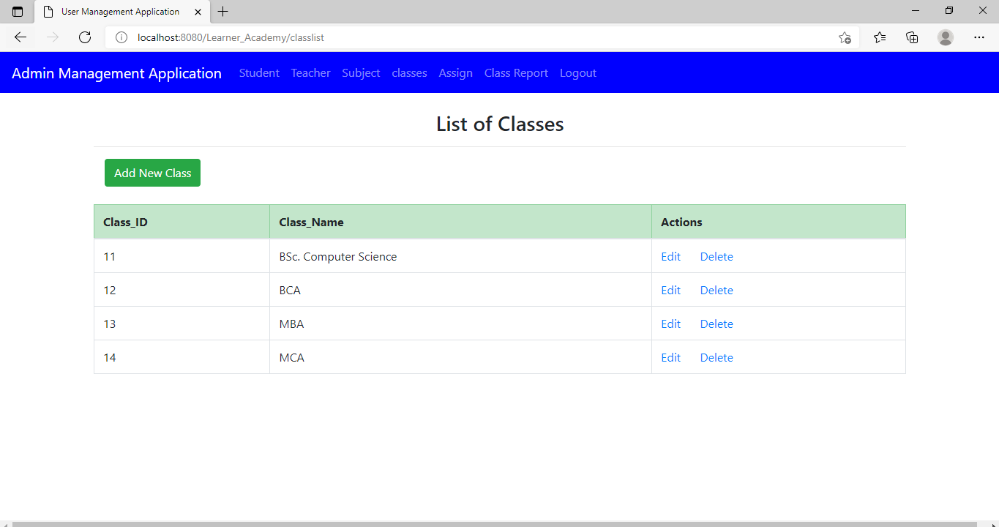 User Management Application
localhost:8080/Learner_Academy/classlist
Admin Management Application Student Teacher Subject classes Assign Class Report Logout
List of Classes
Add New Class
Class_ID Class_Name Actions
11 BSc. Computer Science Edit Delete
12 BCA Edit Delete
13 MBA Edit Delete
14 MCA Edit Delete